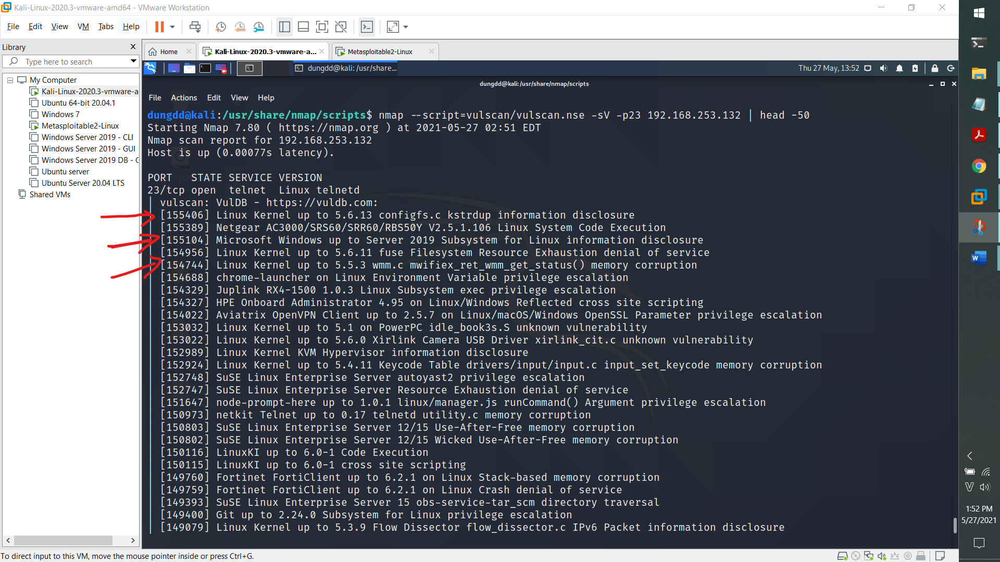 Kali-Linux-2020.3-vmware-amd64 - VMware Workstation
File Edit View VM Tabs Help
Library
Type here to search
My Computer
Kali-Linux-2020.3-vmware-a
Ubuntu 64-bit 20.04.1
Windows 7
Metasploitable2-Linux
Windows Server 2019 - CLI
Windows Server 2019 - GUI
Windows Server 2019 DB - C
Ubuntu server
Ubuntu Server 20.04 LTS
Shared VMs
Home
Kali-Linux-2020.3-vmware-a...
Metasploitable2-Linux
dungdd@kali: /usr/share...
Thu 27 May, 13:52
dungdd@kali:/usr/share/nmap/scripts
File Actions Edit View Help
dungdd@kali:/usr/share/nmap/scripts$ nmap --script=vulscan/vulscan.nse -sV -p23 192.168.253.132 | head -50
Starting Nmap 7.80 ( https://nmap.org ) at 2021-05-27 02:51 EDT
Nmap scan report for 192.168.253.132
Host is up (0.00077s latency).
PORT STATE SERVICE VERSION
23/tcp open telnet Linux telnetd
| vulscan: VulDB - https://vuldb.com:
| [155406] Linux Kernel up to 5.6.13 configfs.c kstrdup information disclosure
| [155389] Netgear AC3000/SRS60/SRR60/RBS50Y V2.5.1.106 Linux System Code Execution
| [155104] Microsoft Windows up to Server 2019 Subsystem for Linux information disclosure
| [154956] Linux Kernel up to 5.6.11 fuse Filesystem Resource Exhaustion denial of service
| [154744] Linux Kernel up to 5.5.3 wmm.c mwifiex_ret_wmm_get_status() memory corruption
| [154688] chrome-launcher on Linux Environment Variable privilege escalation
| [154329] Juplink RX4-1500 1.0.3 Linux Subsystem exec privilege escalation
| [154327] HPE Onboard Administrator 4.95 on Linux/Windows Reflected cross site scripting
| [154022] Aviatrix OpenVPN Client up to 2.5.7 on Linux/macOS/Windows OpenSSL Parameter privilege escalation
| [153032] Linux Kernel up to 5.1 on PowerPC idle_book3s.S unknown vulnerability
| [153022] Linux Kernel up to 5.6.0 Xirlink Camera USB Driver xirlink_cit.c unknown vulnerability
| [152989] Linux Kernel KVM Hypervisor information disclosure
| [152924] Linux Kernel up to 5.4.11 Keycode Table drivers/input/input.c input_set_keycode memory corruption
| [152748] SuSE Linux Enterprise Server autoyast2 privilege escalation
| [152747] SuSE Linux Enterprise Server Resource Exhaustion denial of service
| [151647] node-prompt-here up to 1.0.1 linux/manager.js runCommand() Argument privilege escalation
| [150973] netkit Telnet up to 0.17 telnetd utility.c memory corruption
| [150803] SuSE Linux Enterprise Server 12/15 Use-After-Free memory corruption
| [150802] SuSE Linux Enterprise Server 12/15 Wicked Use-After-Free memory corruption
| [150116] LinuxKI up to 6.0-1 Code Execution
| [150115] LinuxKI up to 6.0-1 cross site scripting
| [149760] Fortinet FortiClient up to 6.2.1 on Linux Stack-based memory corruption
| [149759] Fortinet FortiClient up to 6.2.1 on Linux Crash denial of service
| [149393] SuSE Linux Enterprise Server 15 obs-service-tar_scm directory traversal
| [149400] Git up to 2.24.0 Subsystem for Linux privilege escalation
| [149079] Linux Kernel up to 5.3.9 Flow Dissector flow_dissector.c IPv6 Packet information disclosure
V
1:52 PM
5/27/2021
To direct input to this VM, move the mouse pointer inside or press Ctrl+G.